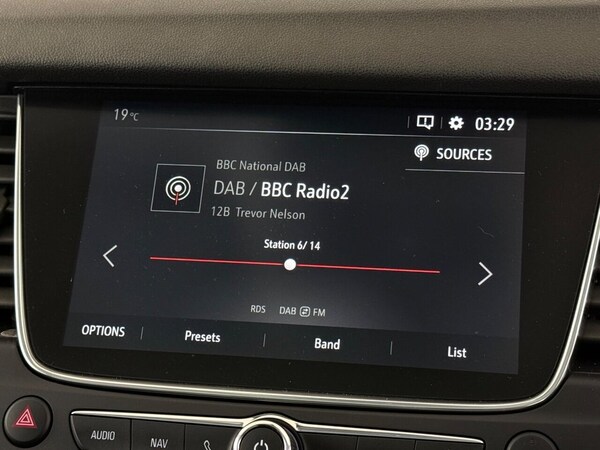 19°C
03:29
SOURCES
BBC National DAB
DAB / BBC Radio2
12B Trevor Nelson
Station 6/ 14
RDS DAB FM
OPTIONS Presets Band List
AUDIO NAV